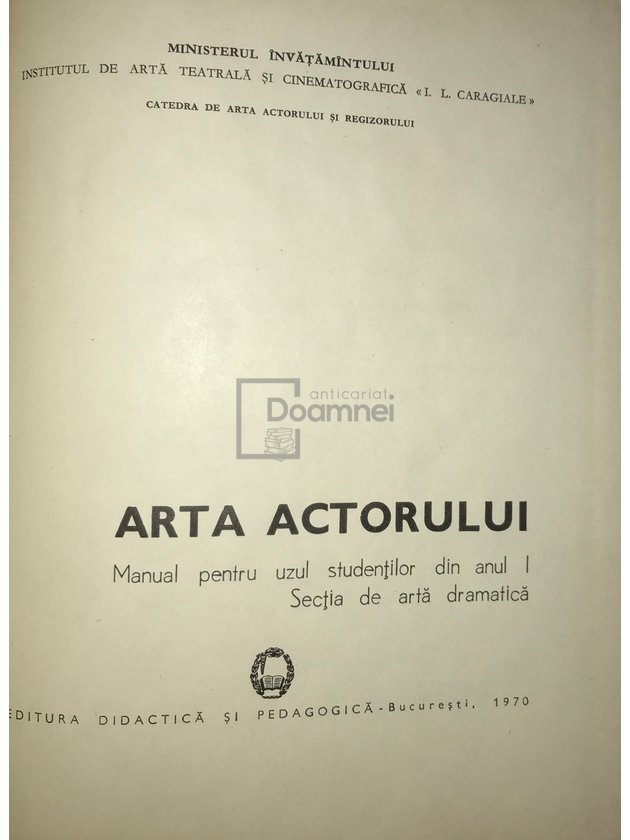 MINISTERUL ÎNVĂȚĂMÎNTULUI
INSTITUTUL DE ARTĂ TEATRALĂ ȘI CINEMATOGRAFICĂ «I. L. CARAGIALE»
CATEDRA DE ARTA ACTORULUI ȘI REGIZORULUI
anticariat
Doamnei
ARTA ACTORULUI
Manual pentru uzul studenților din anul I
Secția de artă dramatică
EDITURA DIDACTICĂ ȘI PEDAGOGICĂ - București, 1970